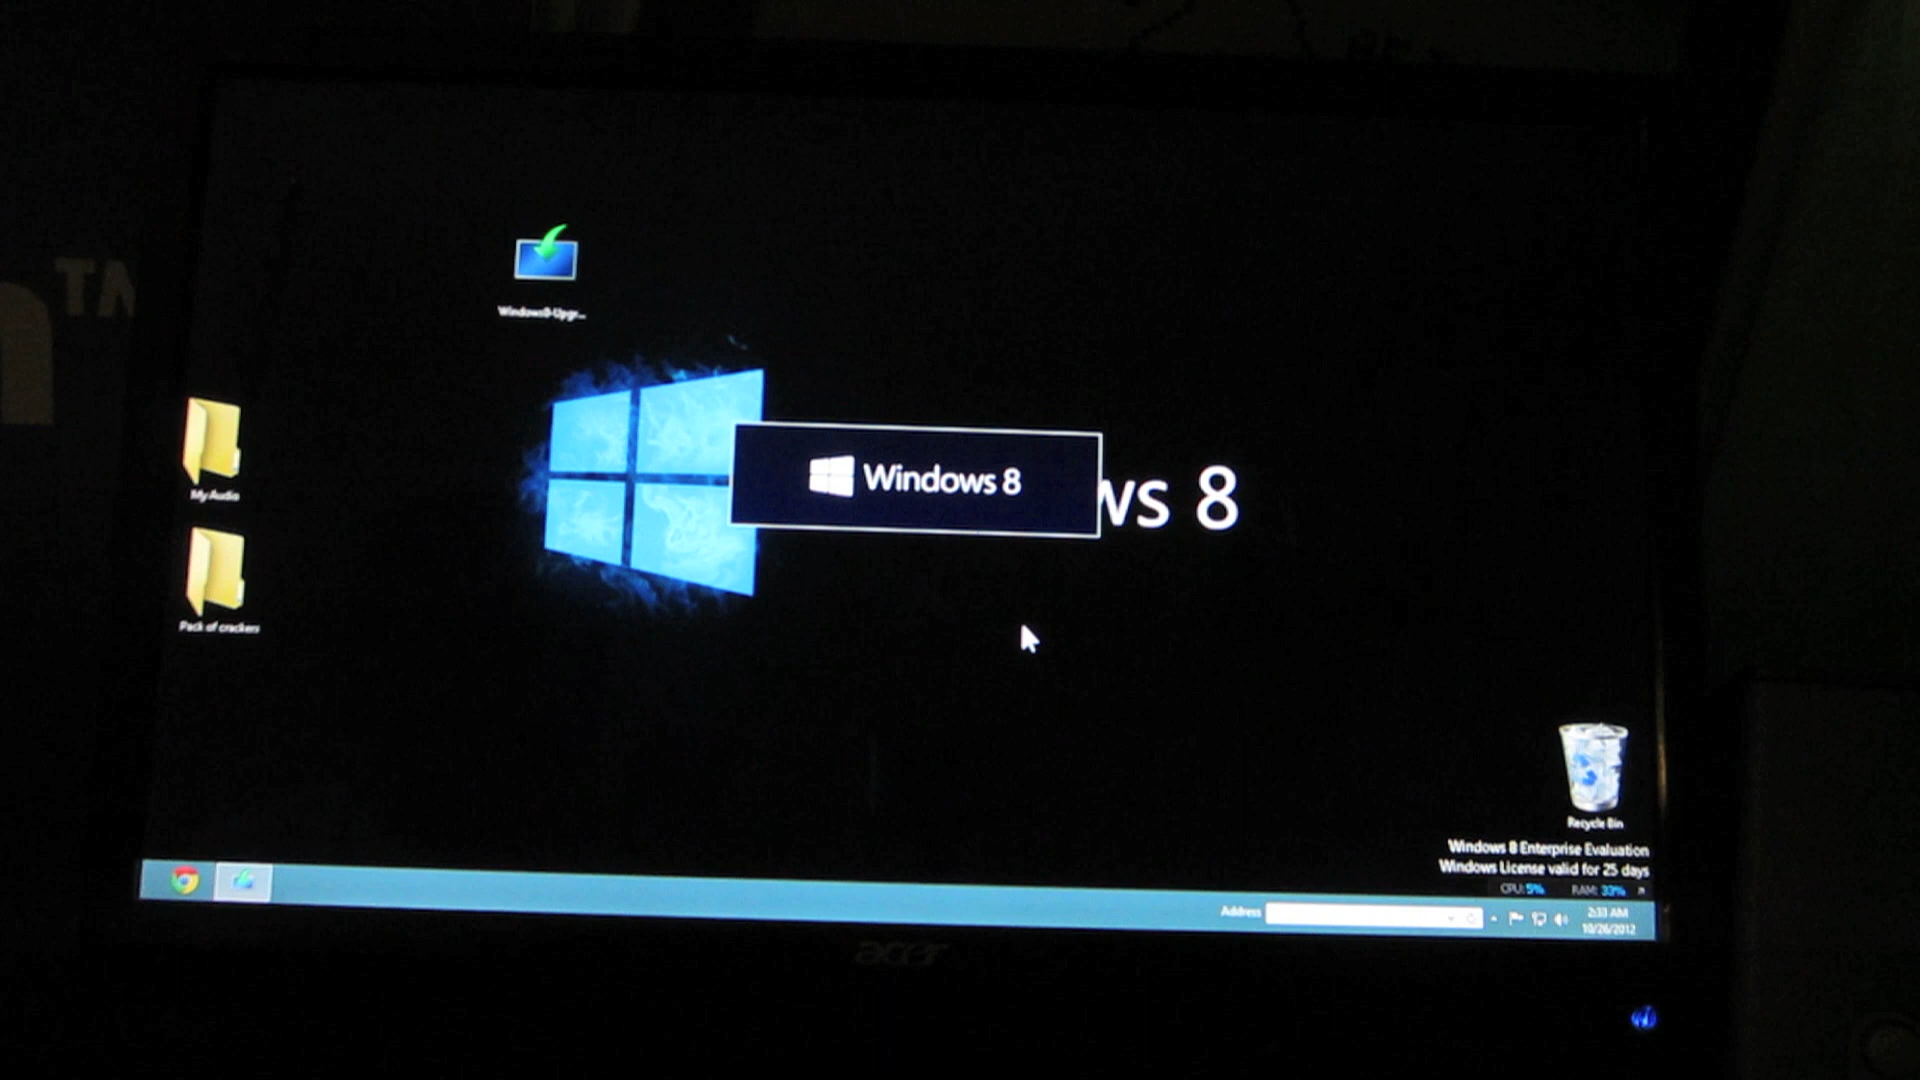 TM
Windows8-Upgr...
My Audio
Windows 8
ws 8
Pack of crackers
Recycle Bin
Windows 8 Enterprise Evaluation
Windows License valid for 25 days
CPU: 5% RAM: 33%
Address
2:33 AM
10/26/2012
acer